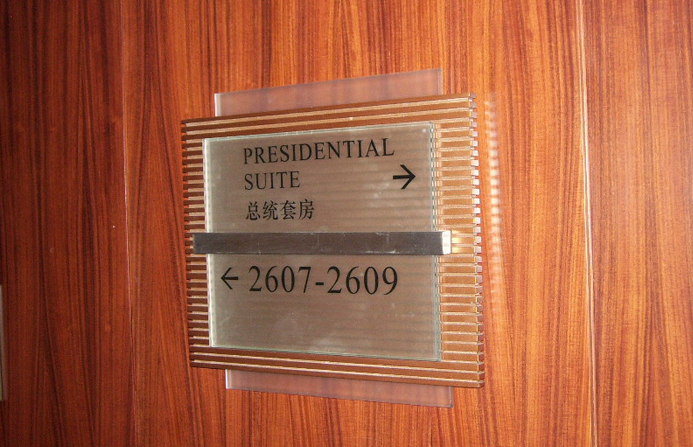 PRESIDENTIAL
SUITE →
总统套房
← 2607-2609